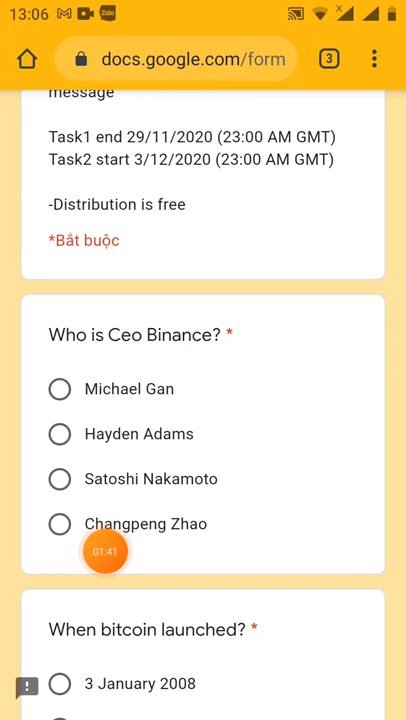 13:06
Zalo
docs.google.com/form
3
message
Task1 end 29/11/2020 (23:00 AM GMT)
Task2 start 3/12/2020 (23:00 AM GMT)
-Distribution is free
*Bắt buộc
Who is Ceo Binance? *
Michael Gan
Hayden Adams
Satoshi Nakamoto
Changpeng Zhao
01:41
When bitcoin launched? *
3 January 2008